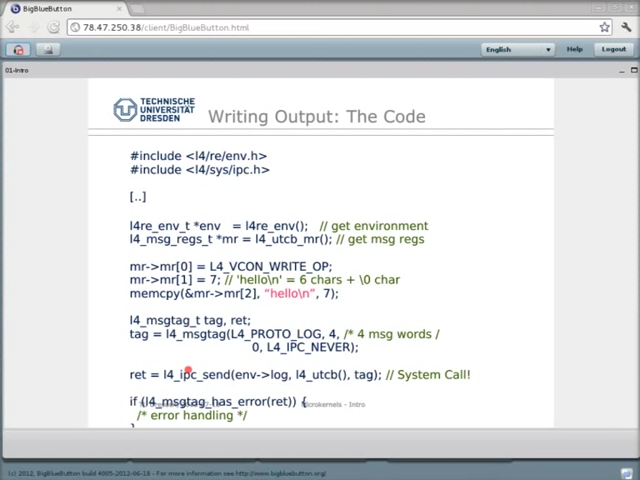 BigBlueButton
78.47.250.38/client/BigBlueButton.html
English
Help
Logout
01-Intro
TECHNISCHE
UNIVERSITÄT
DRESDEN
Writing Output: The Code
#include <l4/re/env.h>
#include <l4/sys/ipc.h>
[..]
l4re_env_t *env = l4re_env(); // get environment
l4_msg_regs_t *mr = l4_utcb_mr(); // get msg regs
mr->mr[0] = L4_VCON_WRITE_OP;
mr->mr[1] = 7; // 'hello\n' = 6 chars + \0 char
memcpy(&mr->mr[2], "hello\n", 7);
l4_msgtag_t tag, ret;
tag = l4_msgtag(L4_PROTO_LOG, 4, /* 4 msg words /
0, L4_IPC_NEVER);
ret = l4_ipc_send(env->log, l4_utcb(), tag); // System Call!
if (l4_msgtag_has_error(ret)) {
Microkernels - Intro
/* error handling */
}
(c) 2012, BigBlueButton build 4005-2012-06-18 - For more information see http://www.bigbluebutton.org/